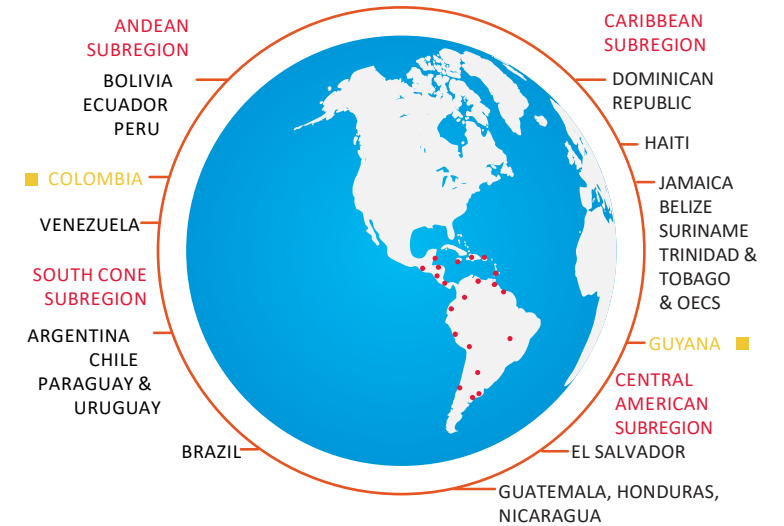 ANDEAN
SUBREGION
BOLIVIA
ECUADOR
PERU
COLOMBIA
VENEZUELA
SOUTH CONE
SUBREGION
ARGENTINA
CHILE
PARAGUAY &
URUGUAY
BRAZIL
CARIBBEAN
SUBREGION
DOMINICAN
REPUBLIC
HAITI
JAMAICA
BELIZE
SURINAME
TRINIDAD &
TOBAGO
& OECS
GUYANA
CENTRAL
AMERICAN
SUBREGION
EL SALVADOR
GUATEMALA, HONDURAS,
NICARAGUA